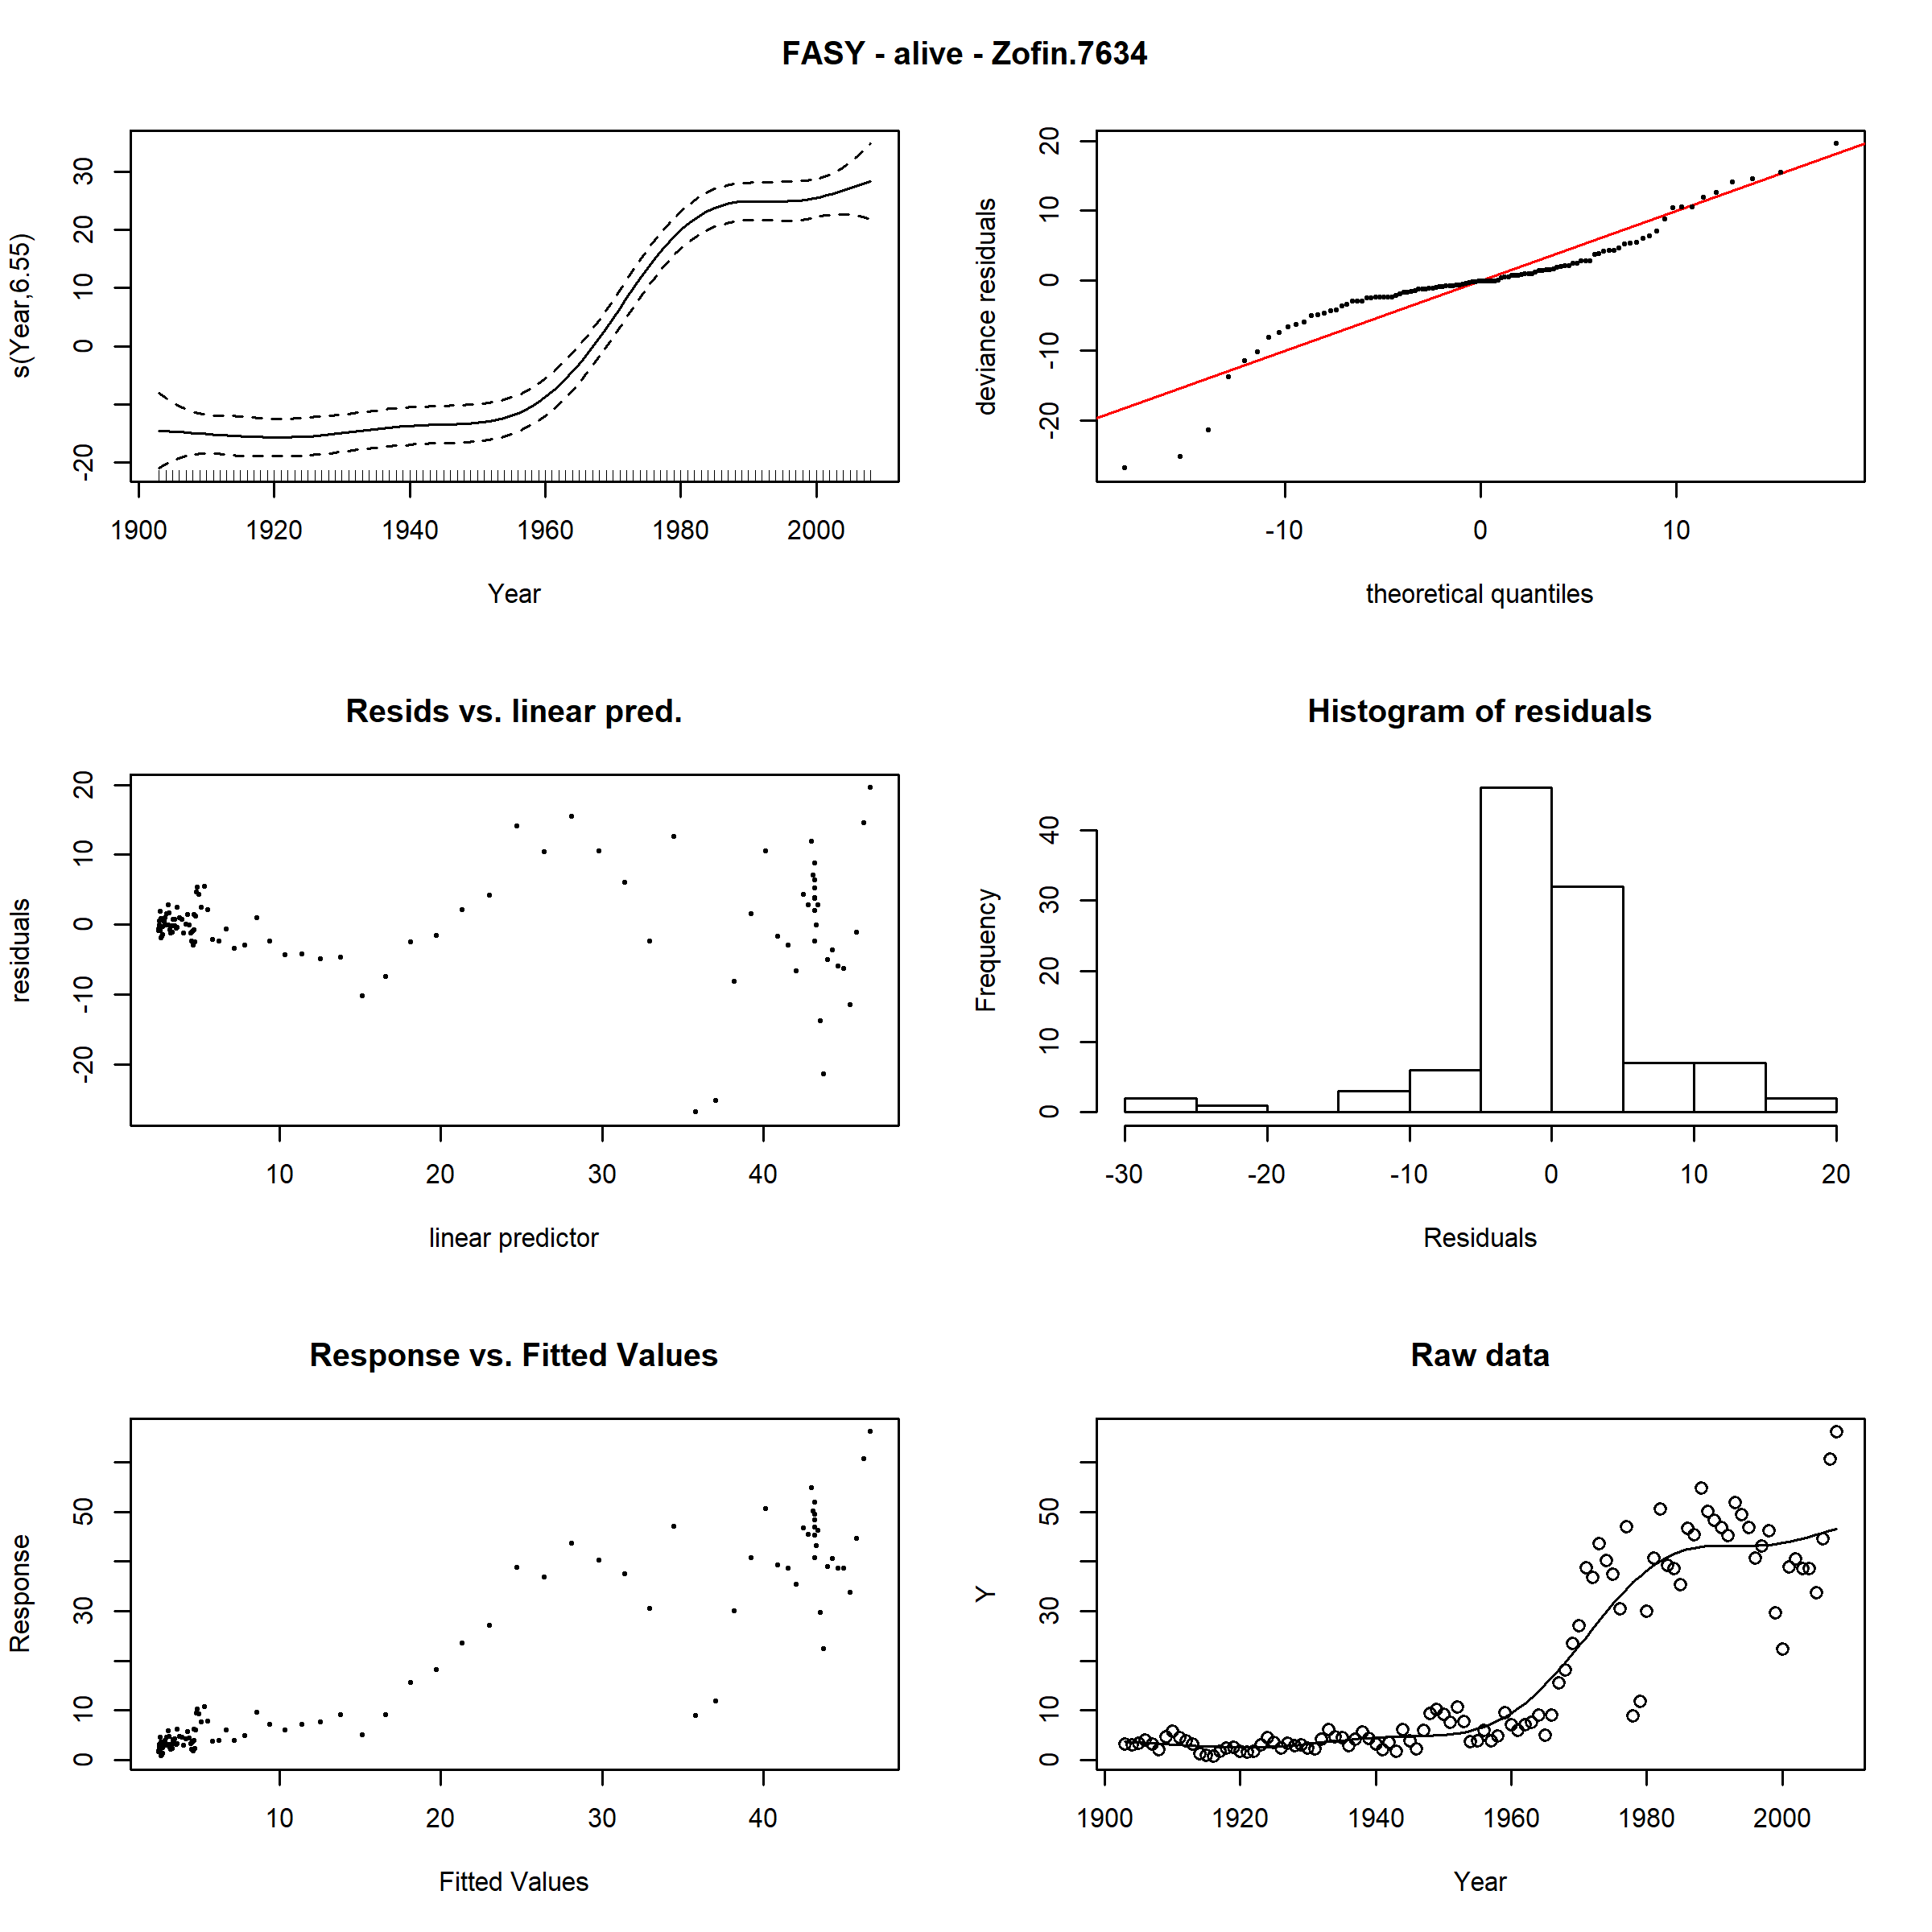 FASY - alive - Zofin.7634
s(Year,6.55)
-20 0 10 20 30
1900 1920 1940 1960 1980 2000
Year
deviance residuals
-20 -10 0 10 20
-10 0 10
theoretical quantiles
Resids vs. linear pred.
residuals
-20 -10 0 10 20
10 20 30 40
linear predictor
Histogram of residuals
Frequency
0 10 20 30 40
-30 -20 -10 0 10 20
Residuals
Response vs. Fitted Values
Response
0 10 30 50
10 20 30 40
Fitted Values
Raw data
Y
0 10 30 50
1900 1920 1940 1960 1980 2000
Year